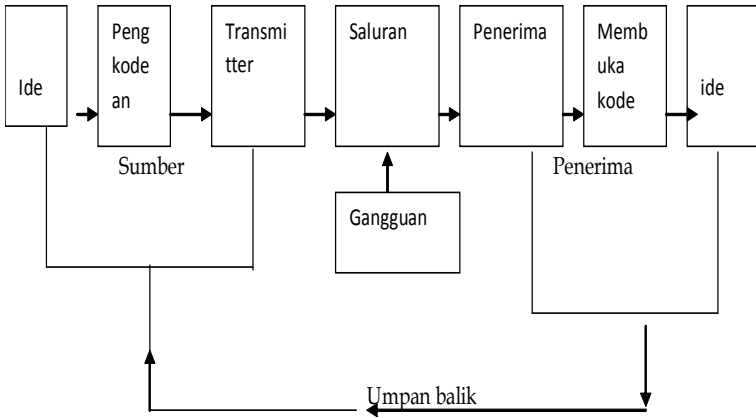 Ide
Peng
kode
an
Transmi
tter
Saluran
Penerima
Memb
uka
kode
ide
Sumber
Penerima
Gangguan
Umpan balik